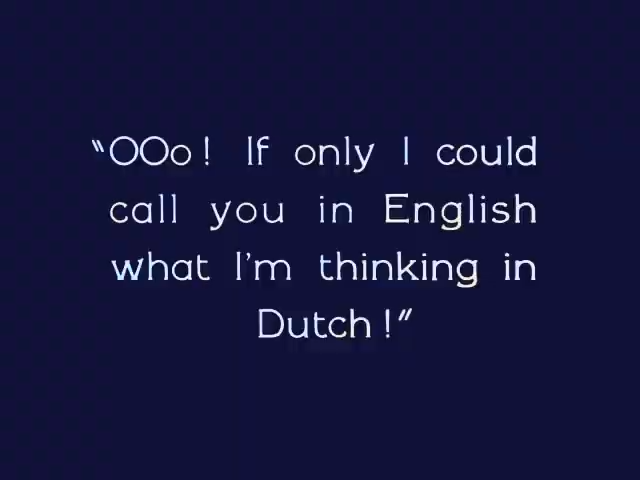 "OOo! If only I could
call you in English
what I'm thinking in
Dutch!"